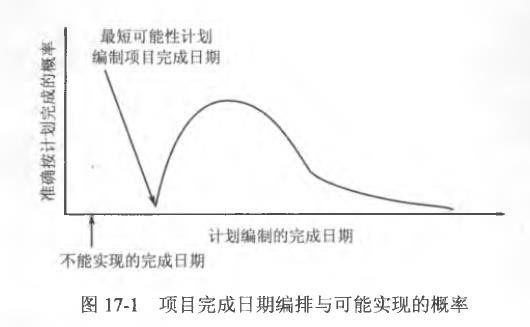 最短可能性计划
编制项目完成日期
准确按计划完成的概率
计划编制的完成日期
不能实现的完成日期
图 17-1 项目完成日期编排与可能实现的概率